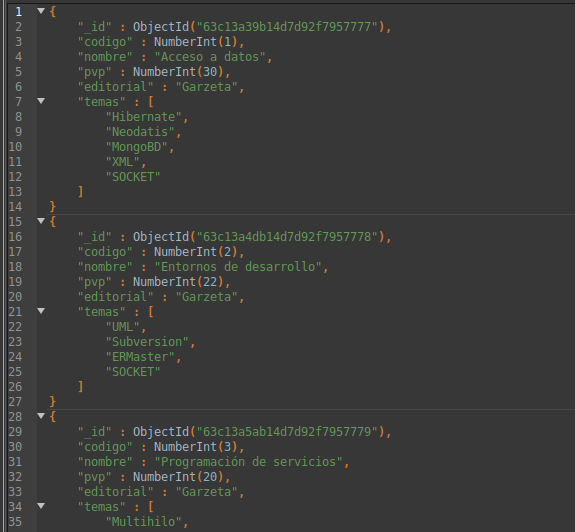 1 {
2 "_id" : ObjectId("63c13a39b14d7d92f7957777"),
3 "codigo" : NumberInt(1),
4 "nombre" : "Acceso a datos",
5 "pvp" : NumberInt(30),
6 "editorial" : "Garzeta",
7 "temas" : [
8 "Hibernate",
9 "Neodatis",
10 "MongoBD",
11 "XML",
12 "SOCKET"
13 ]
14 }
15 {
16 "_id" : ObjectId("63c13a4db14d7d92f7957778"),
17 "codigo" : NumberInt(2),
18 "nombre" : "Entornos de desarrollo",
19 "pvp" : NumberInt(22),
20 "editorial" : "Garzeta",
21 "temas" : [
22 "UML",
23 "Subversion",
24 "ERMaster",
25 "SOCKET"
26 ]
27 }
28 {
29 "_id" : ObjectId("63c13a5ab14d7d92f7957779"),
30 "codigo" : NumberInt(3),
31 "nombre" : "Programación de servicios",
32 "pvp" : NumberInt(20),
33 "editorial" : "Garzeta",
34 "temas" : [
35 "Multihilo",